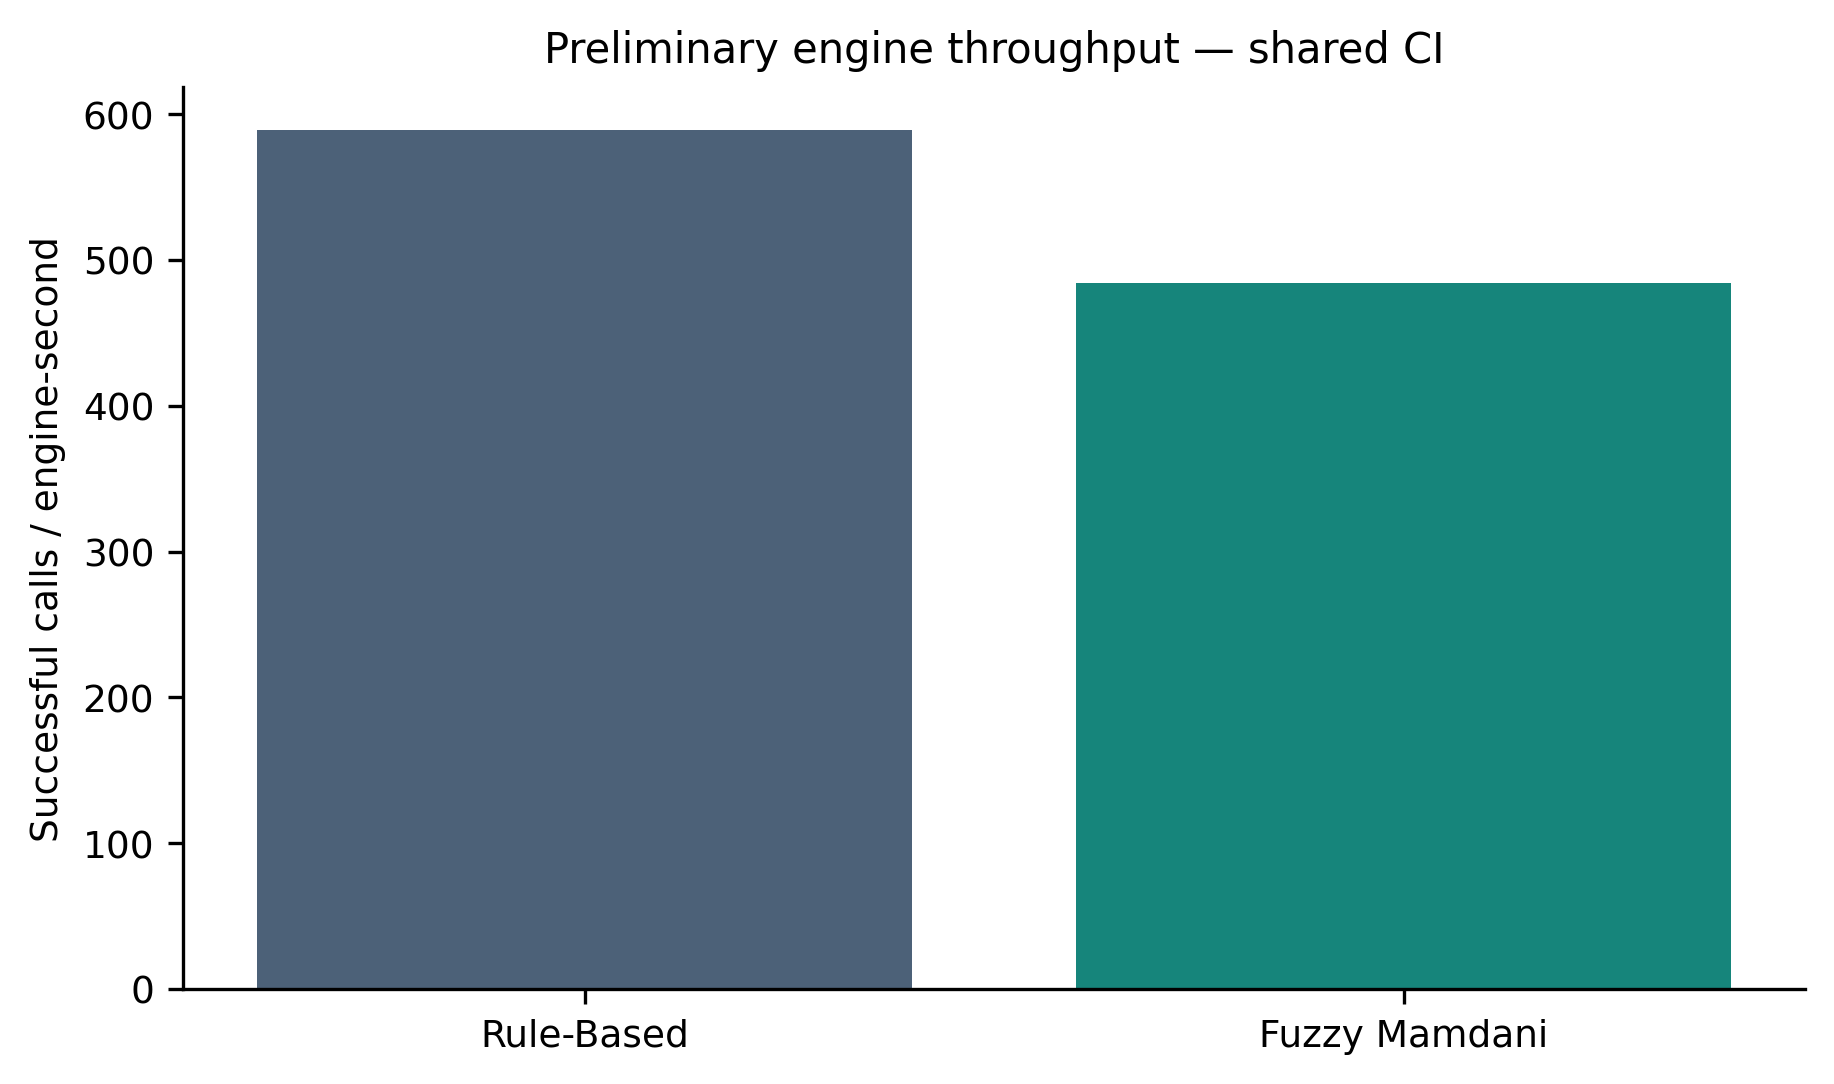 Preliminary engine throughput — shared CI
Successful calls / engine-second
600
500
400
300
200
100
0
Rule-Based
Fuzzy Mamdani